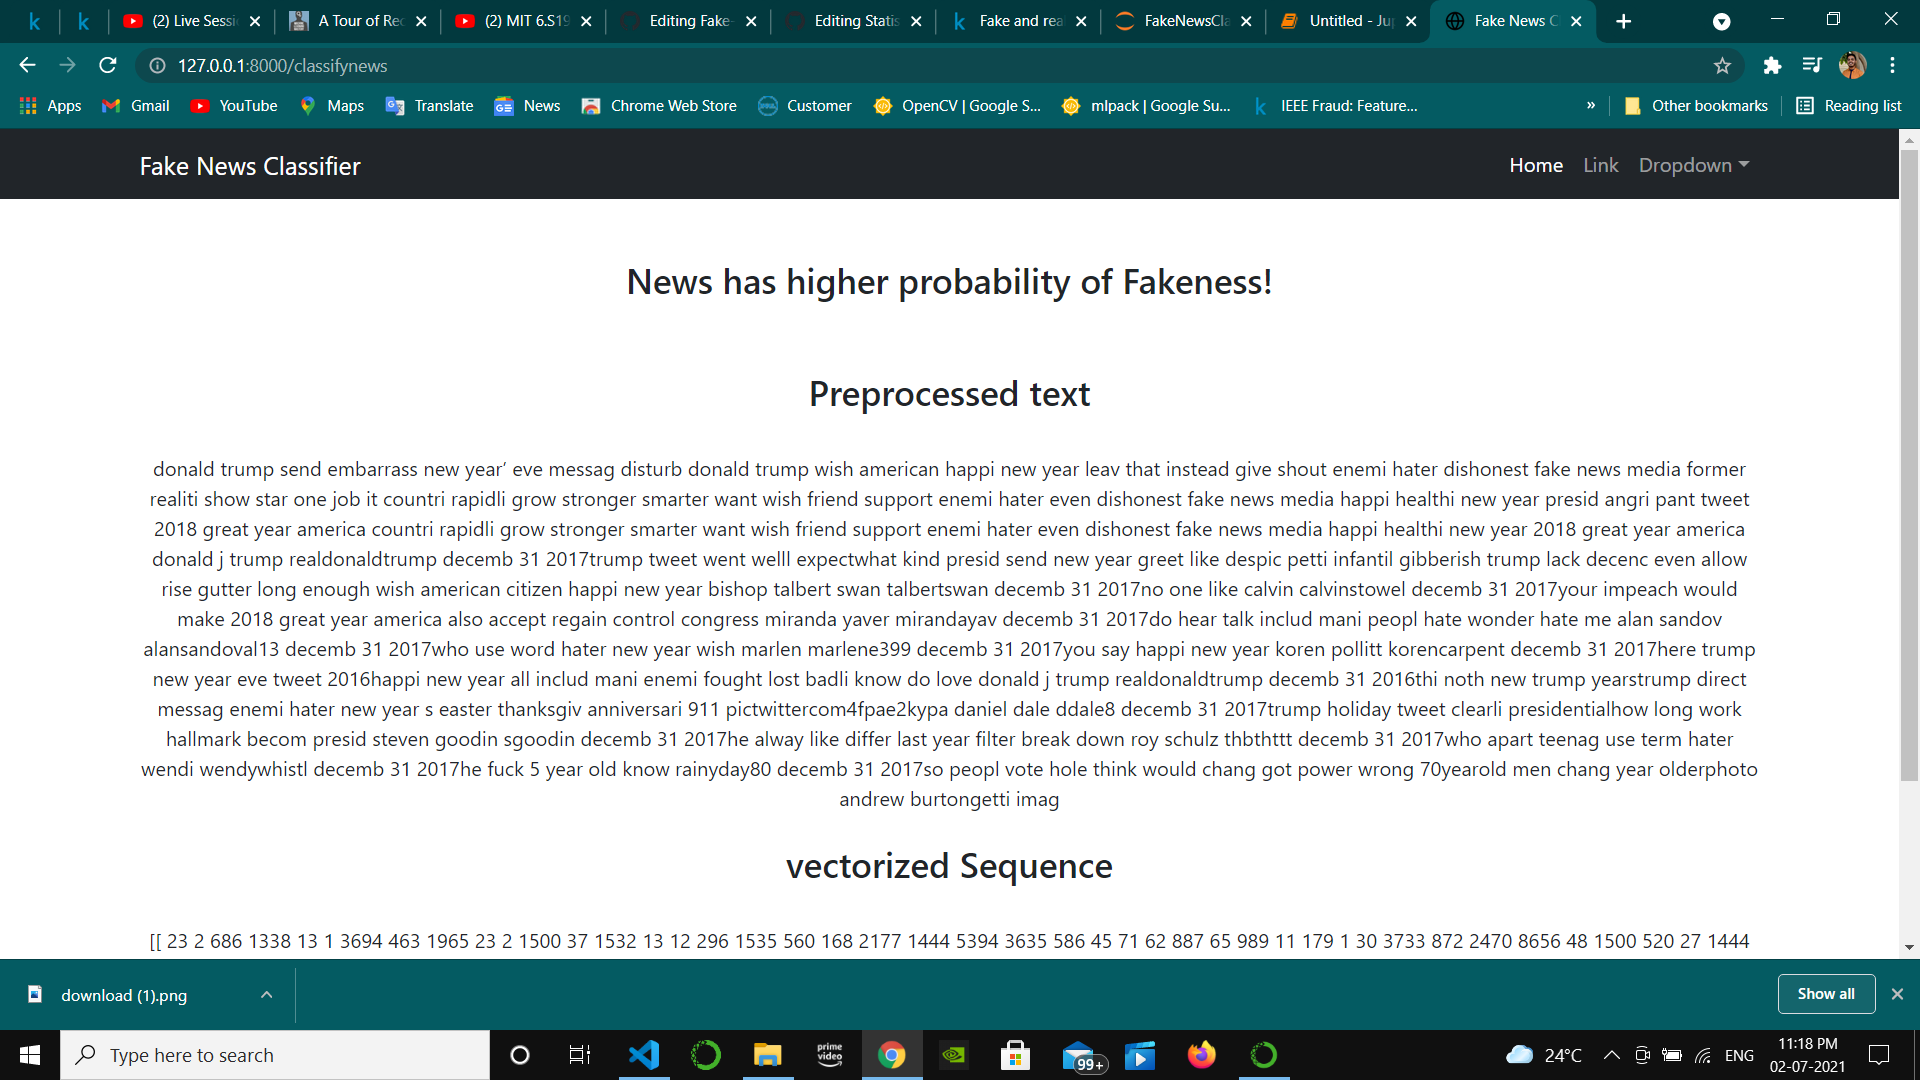 (2) Live Sessi
A Tour of Rec
(2) MIT 6.S19
Editing Fake-
Editing Statis
Fake and rea
FakeNewsCla
Untitled - Jup
Fake News C
127.0.0.1:8000/classifynews
Apps
Gmail
YouTube
Maps
Translate
News
Chrome Web Store
Customer
OpenCV | Google S...
mlpack | Google Su...
IEEE Fraud: Feature...
»
Other bookmarks
Reading list
Fake News Classifier
Home
Link
Dropdown
News has higher probability of Fakeness!
Preprocessed text
donald trump send embarrass new year’ eve messag disturb donald trump wish american happi new year leav that instead give shout enemi hater dishonest fake news media former
realiti show star one job it countri rapidli grow stronger smarter want wish friend support enemi hater even dishonest fake news media happi healthi new year presid angri pant tweet
2018 great year america countri rapidli grow stronger smarter want wish friend support enemi hater even dishonest fake news media happi healthi new year 2018 great year america
donald j trump realdonaldtrump decemb 31 2017trump tweet went welll expectwhat kind presid send new year greet like despic petti infantil gibberish trump lack decenc even allow
rise gutter long enough wish american citizen happi new year bishop talbert swan talbertswan decemb 31 2017no one like calvin calvinstowel decemb 31 2017your impeach would
make 2018 great year america also accept regain control congress miranda yaver mirandayav decemb 31 2017do hear talk includ mani peopl hate wonder hate me alan sandov
alansandoval13 decemb 31 2017who use word hater new year wish marlen marlene399 decemb 31 2017you say happi new year koren pollitt korencarpent decemb 31 2017here trump
new year eve tweet 2016happi new year all includ mani enemi fought lost badli know do love donald j trump realdonaldtrump decemb 31 2016thi noth new trump yearstrump direct
messag enemi hater new year s easter thanksgiv anniversari 911 pictwittercom4fpae2kypa daniel dale ddale8 decemb 31 2017trump holiday tweet clearli presidentialhow long work
hallmark becom presid steven goodin sgoodin decemb 31 2017he alway like differ last year filter break down roy schulz thbthttt decemb 31 2017who apart teenag use term hater
wendi wendywhistl decemb 31 2017he fuck 5 year old know rainyday80 decemb 31 2017so peopl vote hole think would chang got power wrong 70yearold men chang year olderphoto
andrew burtongetti imag
vectorized Sequence
[[ 23 2 686 1338 13 1 3694 463 1965 23 2 1500 37 1532 13 12 296 1535 560 168 2177 1444 5394 3635 586 45 71 62 887 65 989 11 179 1 30 3733 872 2470 8656 48 1500 520 27 1444
download (1).png
Show all
Type here to search
prime video
99+
24°C
ENG
11:18 PM
02-07-2021